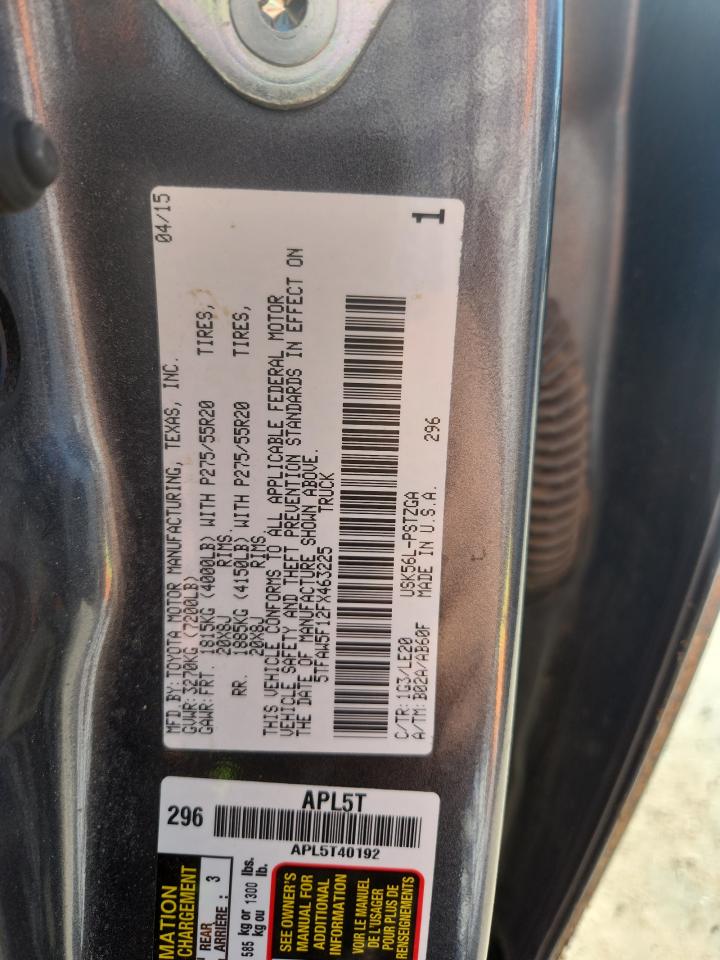 04/15
MFD.BY:TOYOTA MOTOR MANUFACTURING, TEXAS, INC.
GVWR:3270KG (7200LB)
GAWR:FRT. 1815KG (4000LB) WITH P275/55R20 TIRES,
20X8J RIMS.
RR. 1885KG (4150LB) WITH P275/55R20 TIRES,
20X8J RIMS.
THIS VEHICLE CONFORMS TO ALL APPLICABLE FEDERAL MOTOR
VEHICLE SAFETY AND THEFT PREVENTION STANDARDS IN EFFECT ON
THE DATE OF MANUFACTURE SHOWN ABOVE.
5TFAW5F12FX463225 TRUCK
C/TR:1G3/LE20 USK56L-PSTZGA
A/TM:B02A/AB60F MADE IN U.S.A. 296
1
296
APL5T
APL5T40192
MATION
CHARGEMENT
REAR
ARRIÈRE : 3
585 kg or 1300 lbs.
kg ou lb.
SEE OWNER'S
MANUAL FOR
ADDITIONAL
INFORMATION
VOIR LE MANUEL
DE L'USAGER
POUR PLUS DE
RENSEIGNEMENTS